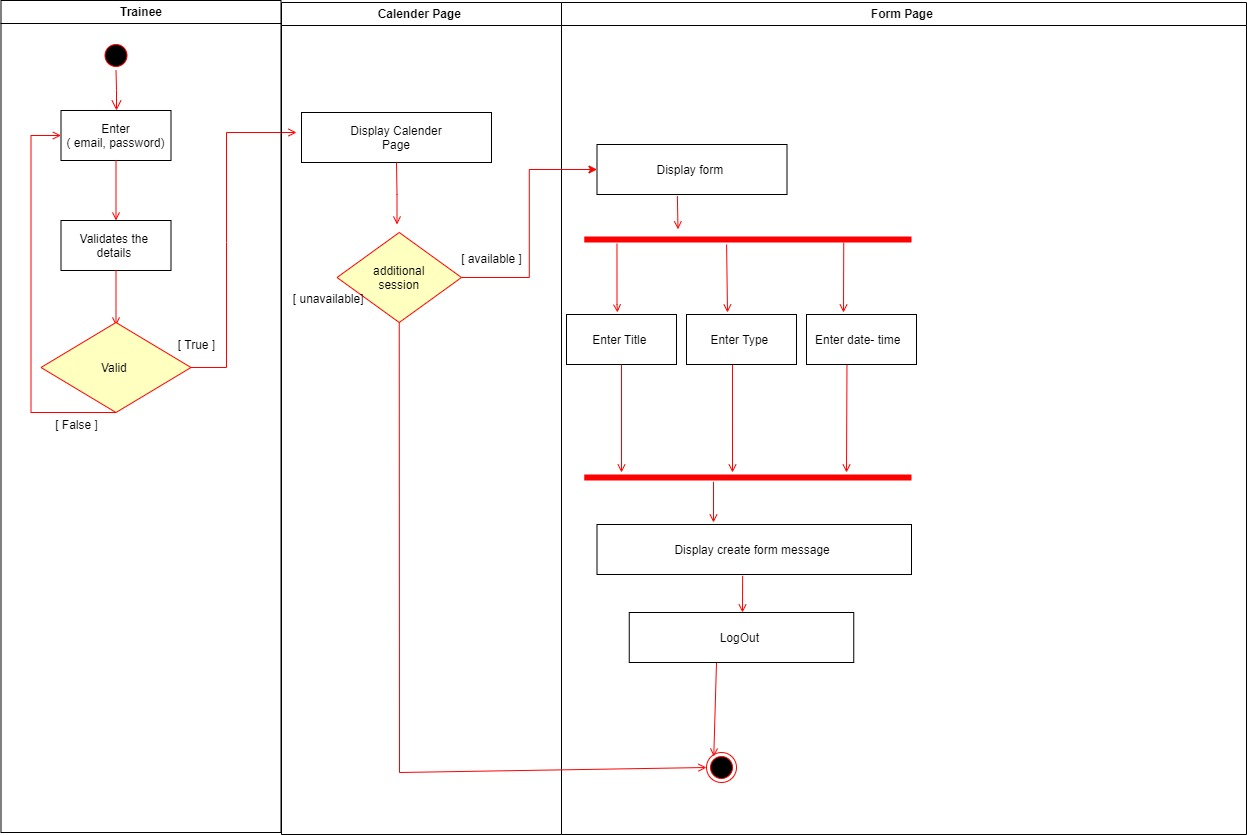 Trainee
Calender Page
Form Page
Enter
( email, password)
Validates the
details
Valid
[ True ]
[ False ]
Display Calender
Page
additional
session
[ available ]
[ unavailable]
Display form
Enter Title
Enter Type
Enter date- time
Display create form message
LogOut